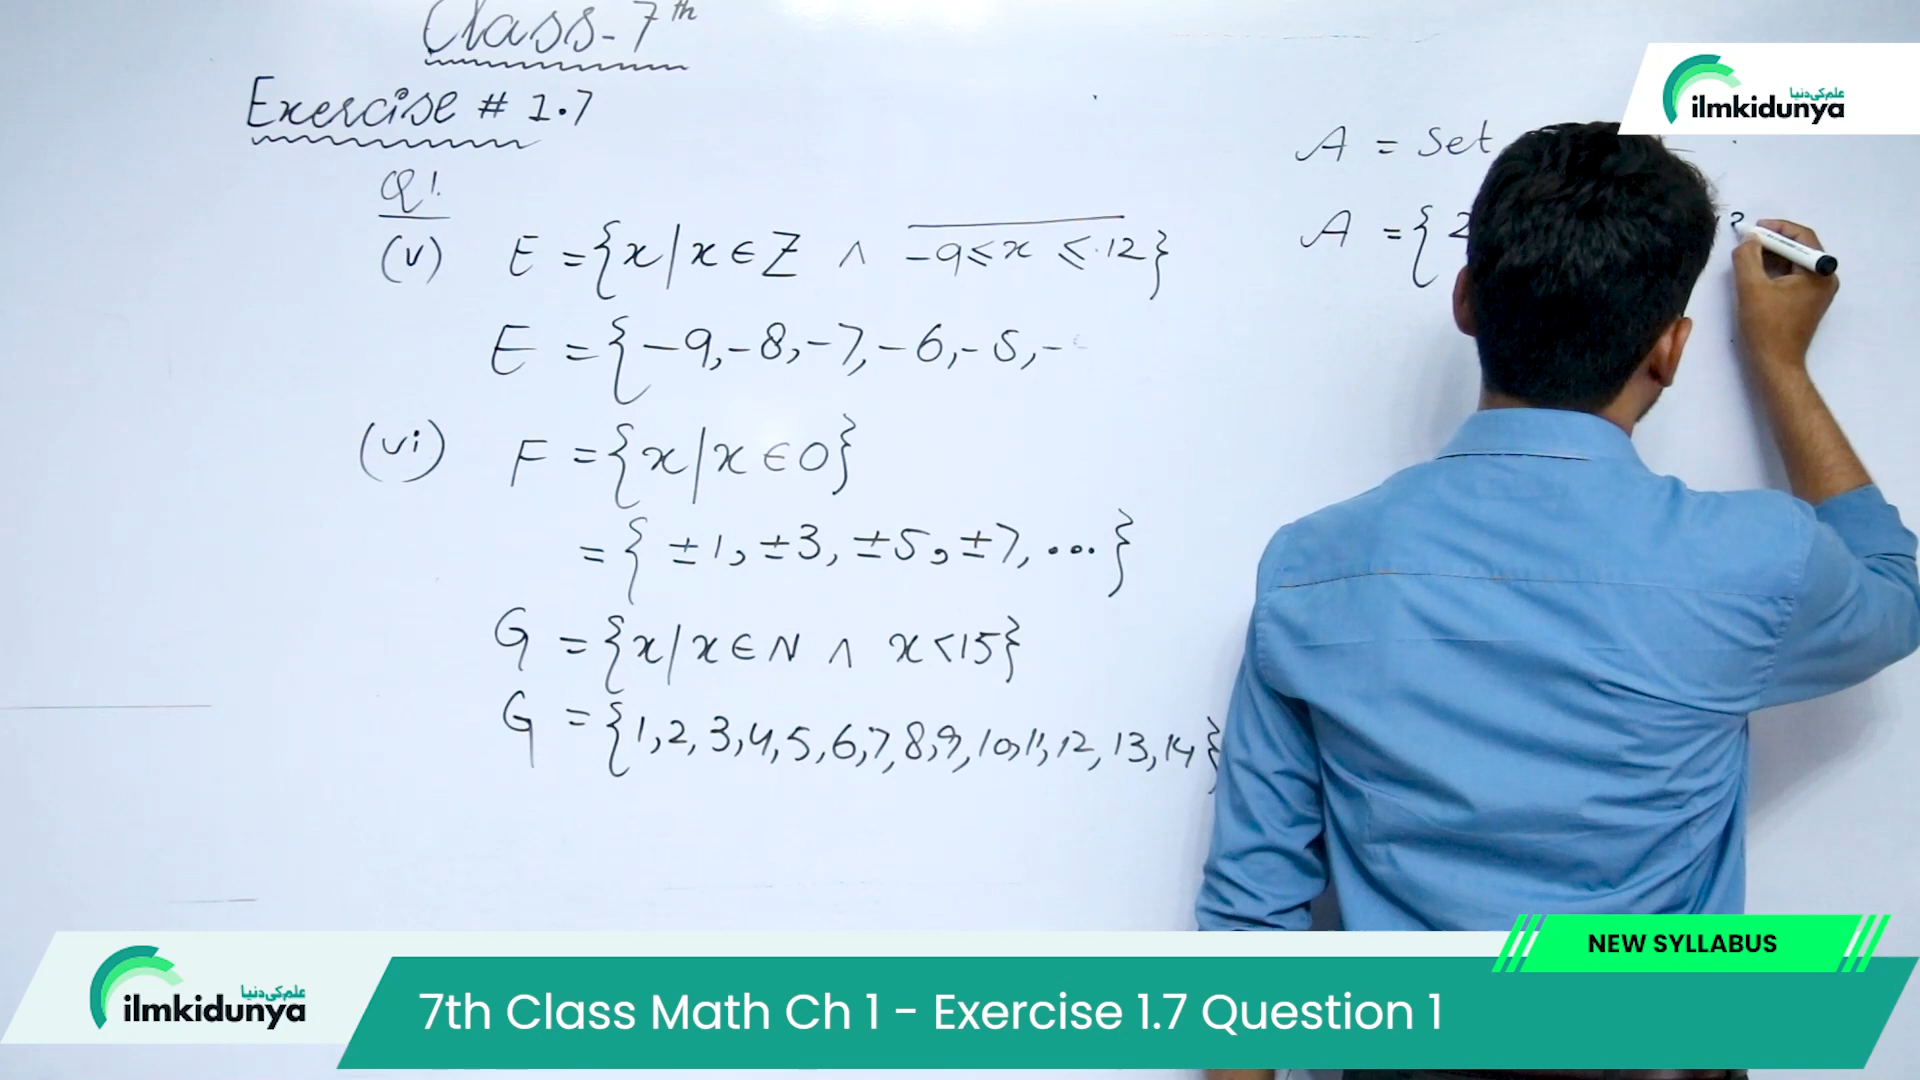 Class-7th
Exercise # 1.7
Q1.
(v) E = {x/x ∈ Z ∧ -9 ≤ x ≤ 12}
E = {-9, -8, -7, -6, -5, -
(vi) F = {x/x ∈ O}
= { ±1, ±3, ±5, ±7, ... }
G = {x/x ∈ N ∧ x < 15}
G = {1, 2, 3, 4, 5, 6, 7, 8, 9, 10, 11, 12, 13, 14}
A = Set
A = { 2
علم کی دنیا
ilmkidunya
NEW SYLLABUS
علم کی دنیا
ilmkidunya
7th Class Math Ch 1 - Exercise 1.7 Question 1